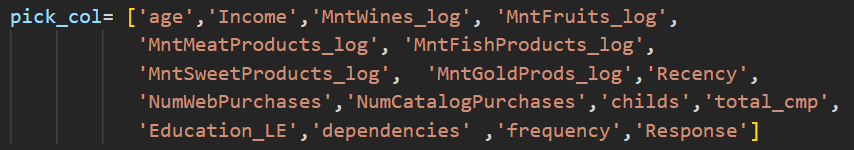 pick_col= ['age','Income','MntWines_log', 'MntFruits_log',
'MntMeatProducts_log', 'MntFishProducts_log',
'MntSweetProducts_log',  'MntGoldProds_log','Recency',
'NumWebPurchases','NumCatalogPurchases','childs','total_cmp',
'Education_LE','dependencies' ,'frequency','Response']